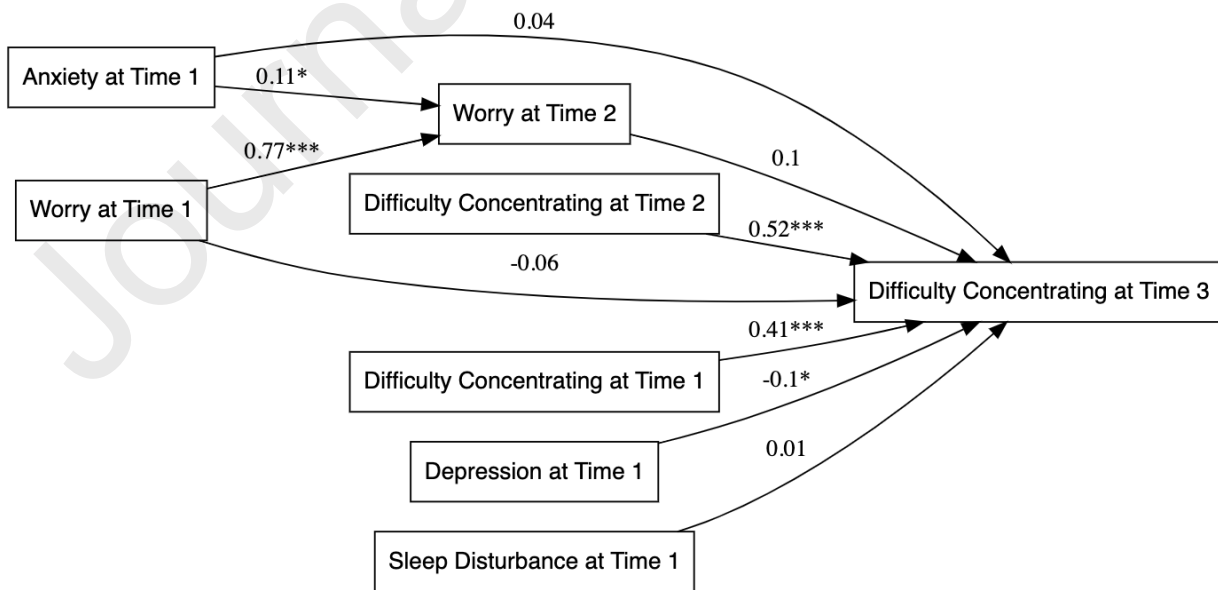 0.04
Anxiety at Time 1
0.11*
Worry at Time 2
0.77***
0.1
Worry at Time 1
Difficulty Concentrating at Time 2
0.52***
-0.06
Difficulty Concentrating at Time 3
0.41***
Difficulty Concentrating at Time 1
-0.1*
Depression at Time 1
0.01
Sleep Disturbance at Time 1
Journa